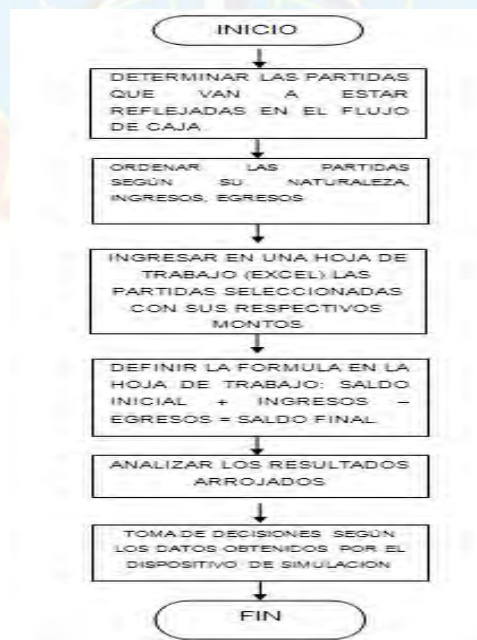 INICIO
DETERMINAR LAS PARTIDAS
QUE VAN A ESTAR
REFLEJADAS EN EL FLUJO
DE CAJA
ORDENAR LAS PARTIDAS
SEGÚN SU NATURALEZA,
INGRESOS, EGRESOS
INGRESAR EN UNA HOJA DE
TRABAJO (EXCEL) LAS
PARTIDAS SELECCIONADAS
CON SUS RESPECTIVOS
MONTOS
DEFINIR LA FORMULA EN LA
HOJA DE TRABAJO: SALDO
INICIAL + INGRESOS –
EGRESOS = SALDO FINAL
ANALIZAR LOS RESULTADOS
ARROJADOS
TOMA DE DECISIONES SEGÚN
LOS DATOS OBTENIDOS POR EL
DISPOSITIVO DE SIMULACION
FIN